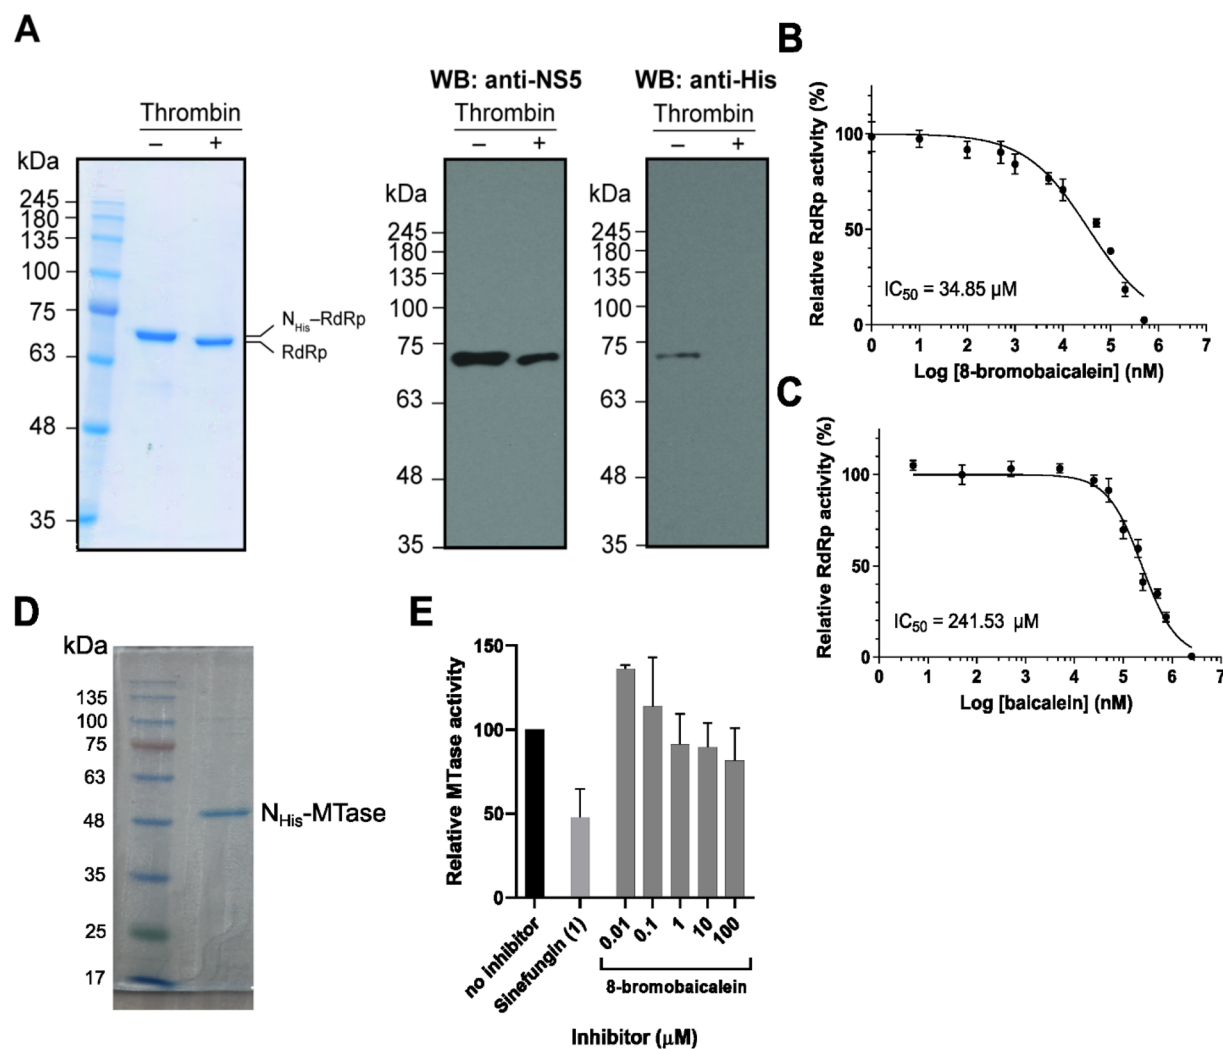 A
WB: anti-NS5
WB: anti-His
Thrombin
– +
kDa
245
180
135
100
75
63
48
35
N_His–RdRp
RdRp
Thrombin
– +
kDa
245
180
135
100
75
63
48
35
Thrombin
– +
kDa
245
180
135
100
75
63
48
35
B
Relative RdRp activity (%)
100
50
0
IC50 = 34.85 µM
0 1 2 3 4 5 6 7
Log [8-bromobaicalein] (nM)
C
Relative RdRp activity (%)
100
50
0
IC50 = 241.53 µM
0 1 2 3 4 5 6 7
Log [baicalein] (nM)
D
kDa
135
100
75
63
48
35
25
17
NHis-MTase
E
Relative MTase activity
150
100
50
0
no inhibitor
Sinefungin (1)
0.01
0.1
1
10
100
8-bromobaicalein
Inhibitor (µM)